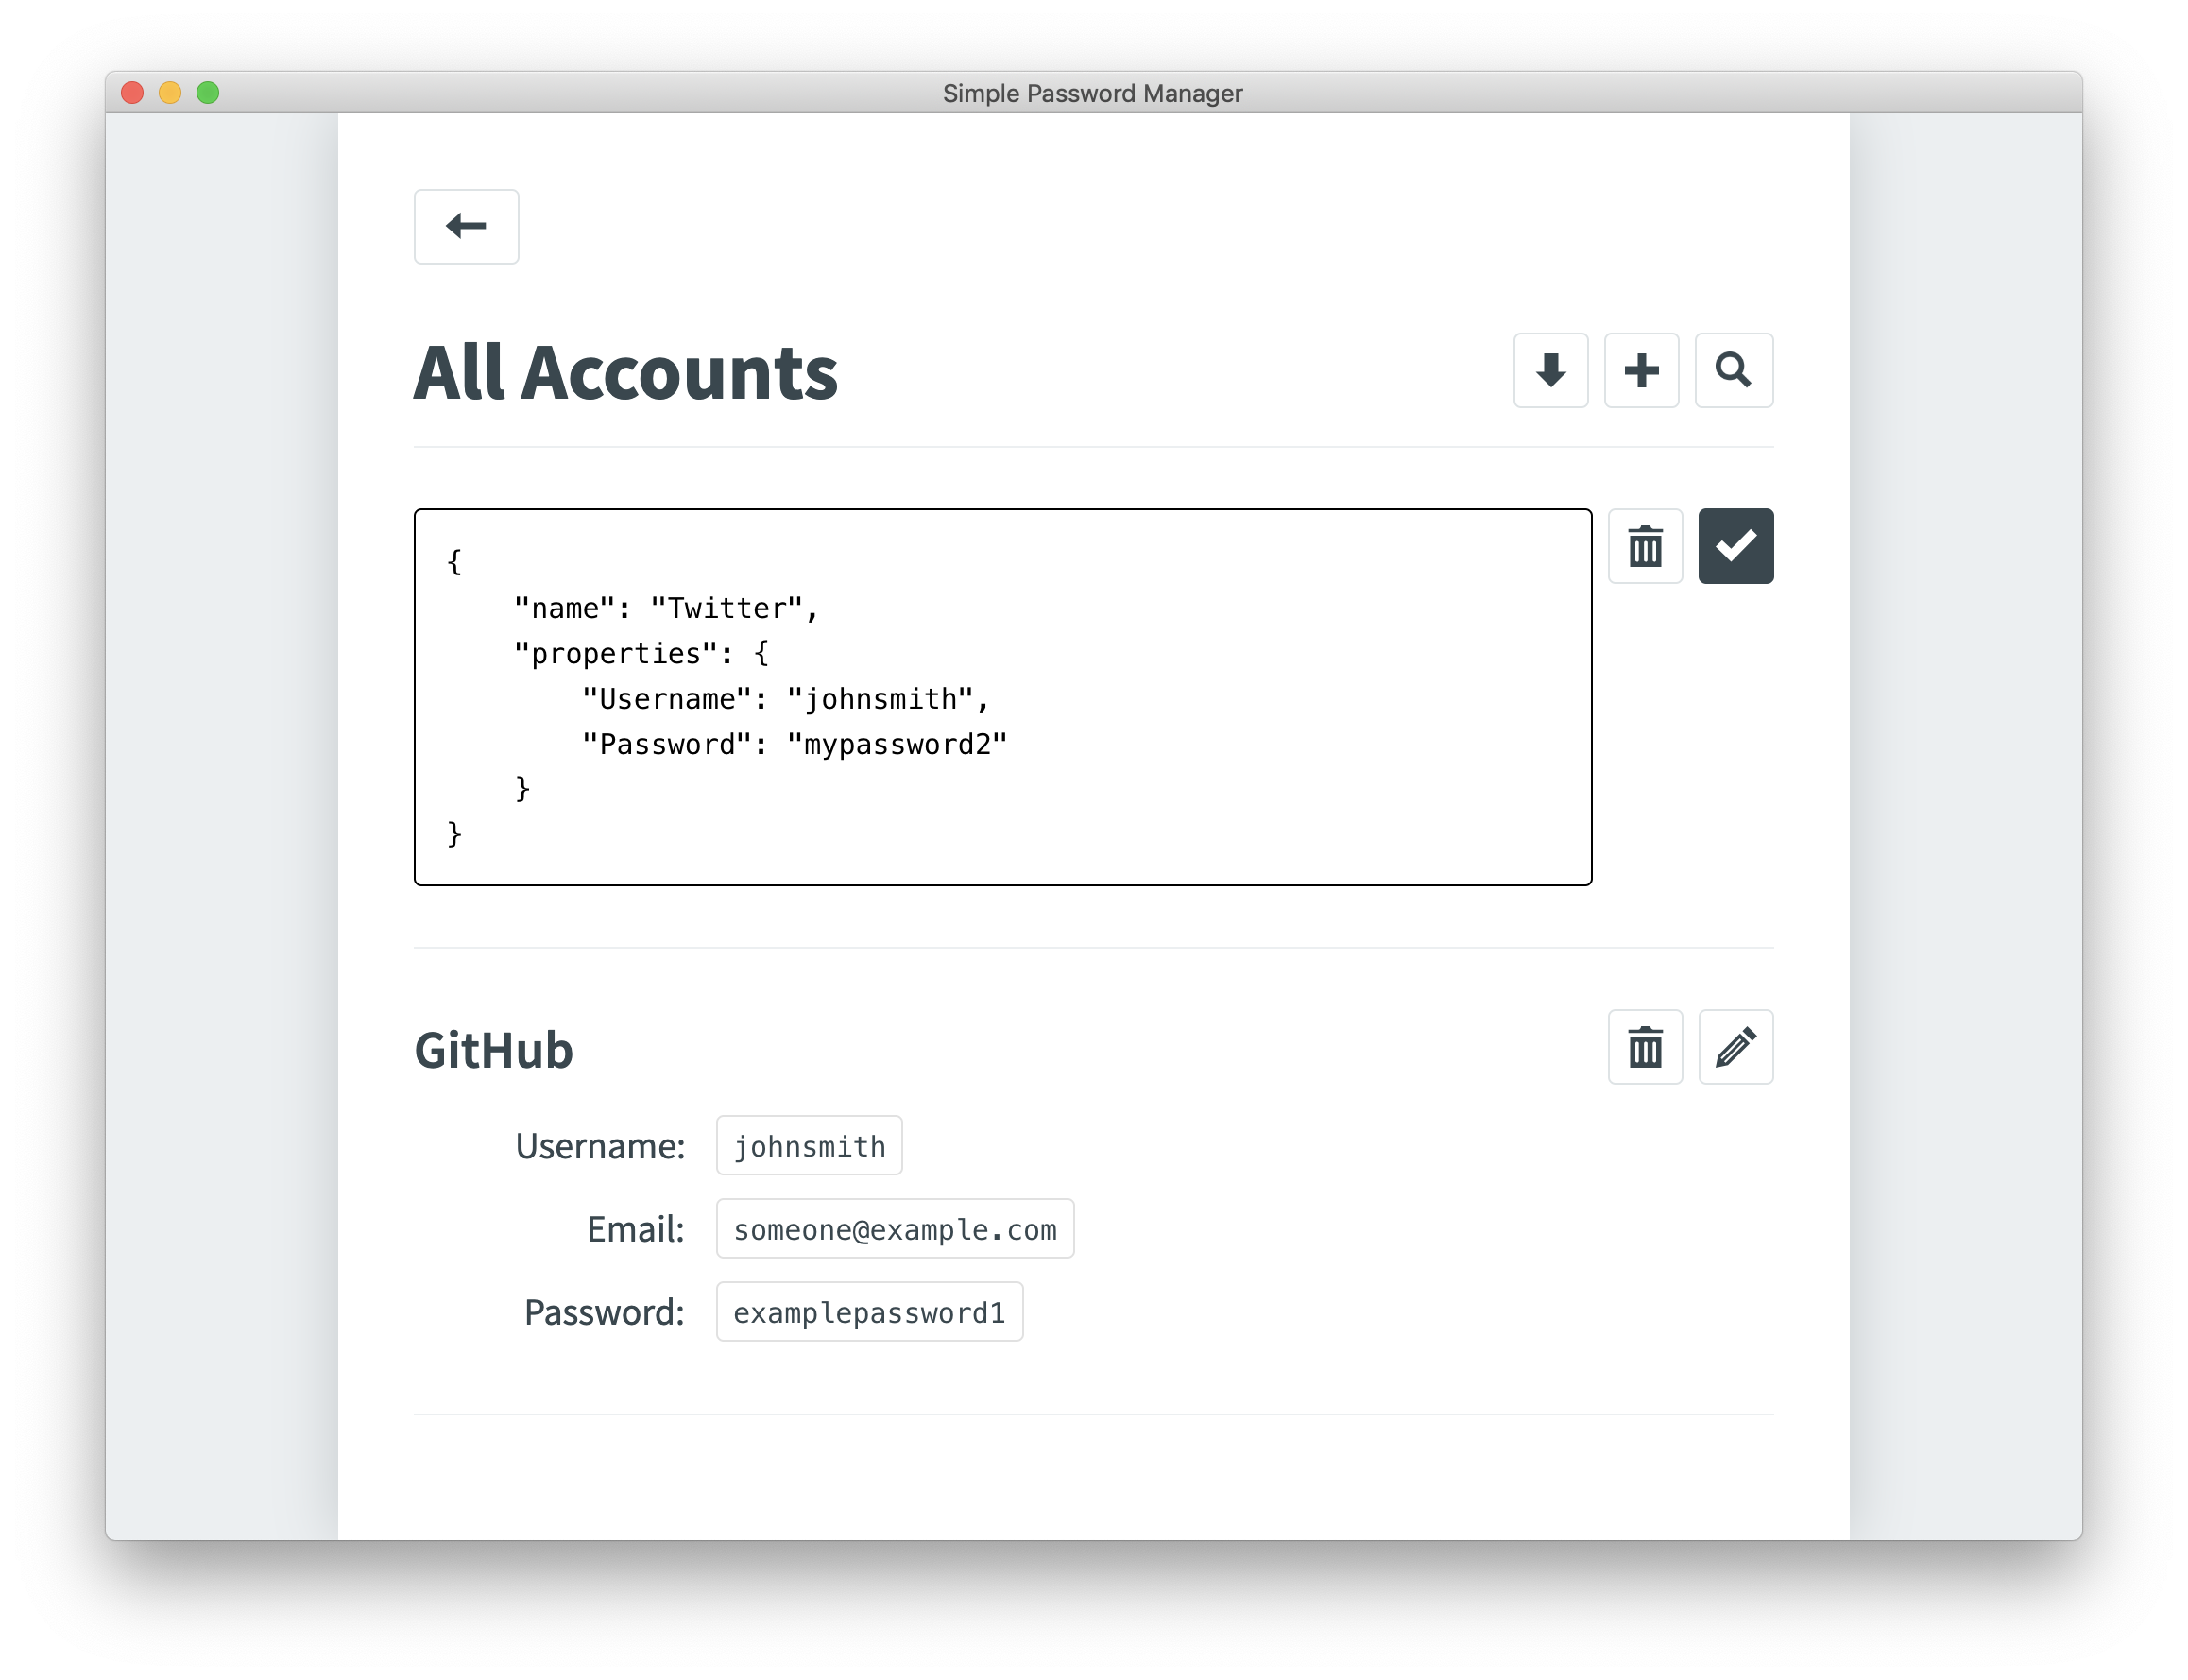 Simple Password Manager
All Accounts
{
    "name": "Twitter",
    "properties": {
        "Username": "johnsmith",
        "Password": "mypassword2"
    }
}
GitHub
Username: johnsmith
Email: someone@example.com
Password: examplepassword1